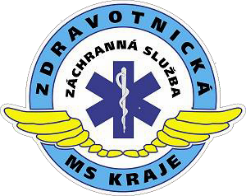 ZDRAVOTNICKÁ
ZÁCHRANNÁ SLUŽBA
MS KRAJE